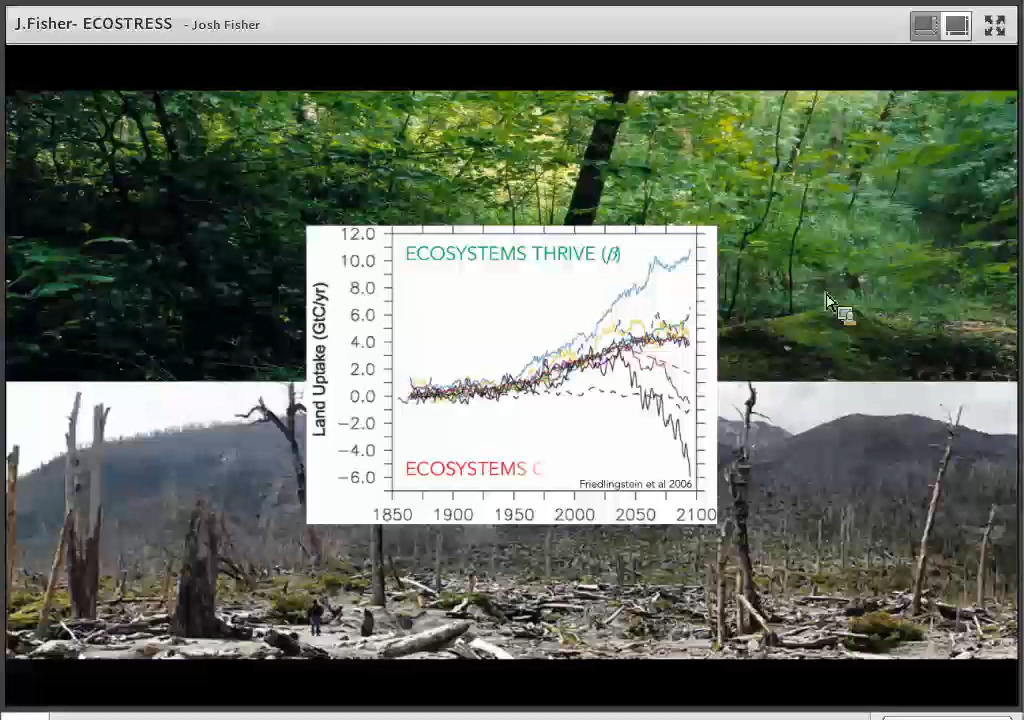 J.Fisher- ECOSTRESS - Josh Fisher
12.0
ECOSYSTEMS THRIVE (β)
10.0
8.0
6.0
4.0
2.0
0.0
−2.0
−4.0
ECOSYSTEMS C
−6.0
Friedlingstein et al 2006
Land Uptake (GtC/yr)
1850 1900 1950 2000 2050 2100